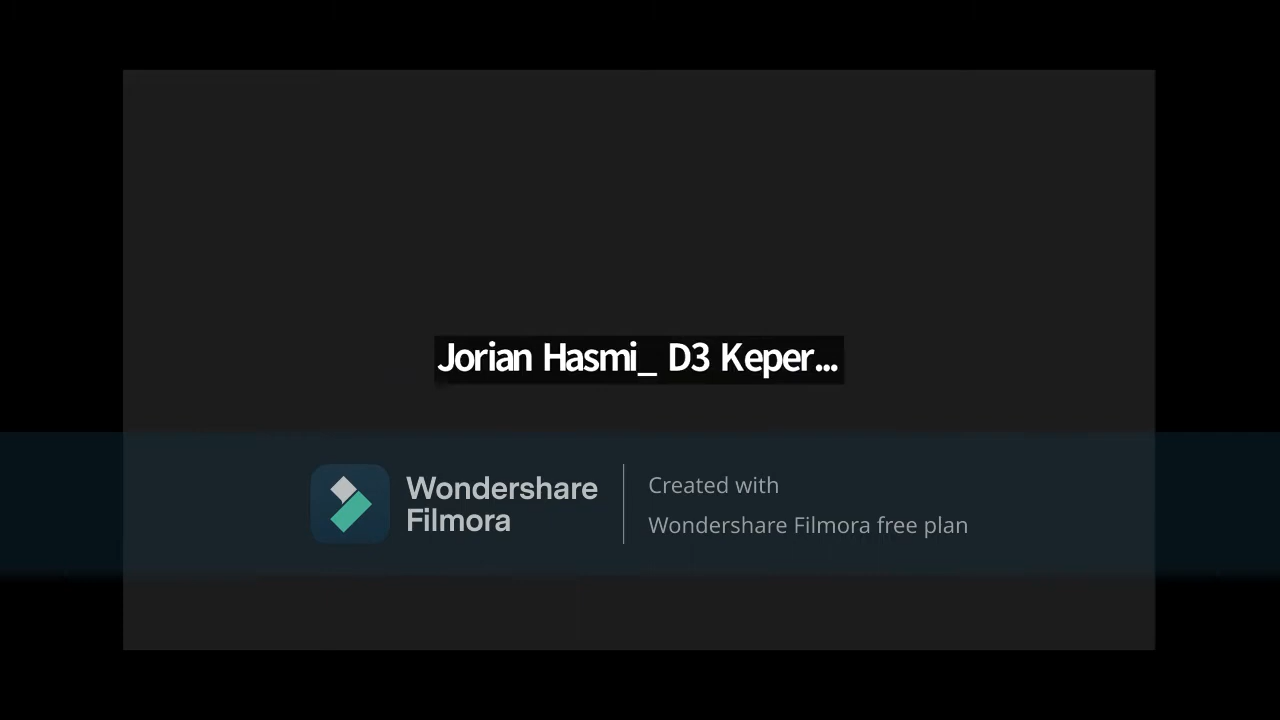 Jorian Hasmi_ D3 Keper...
Wondershare
Filmora
Created with
Wondershare Filmora free plan